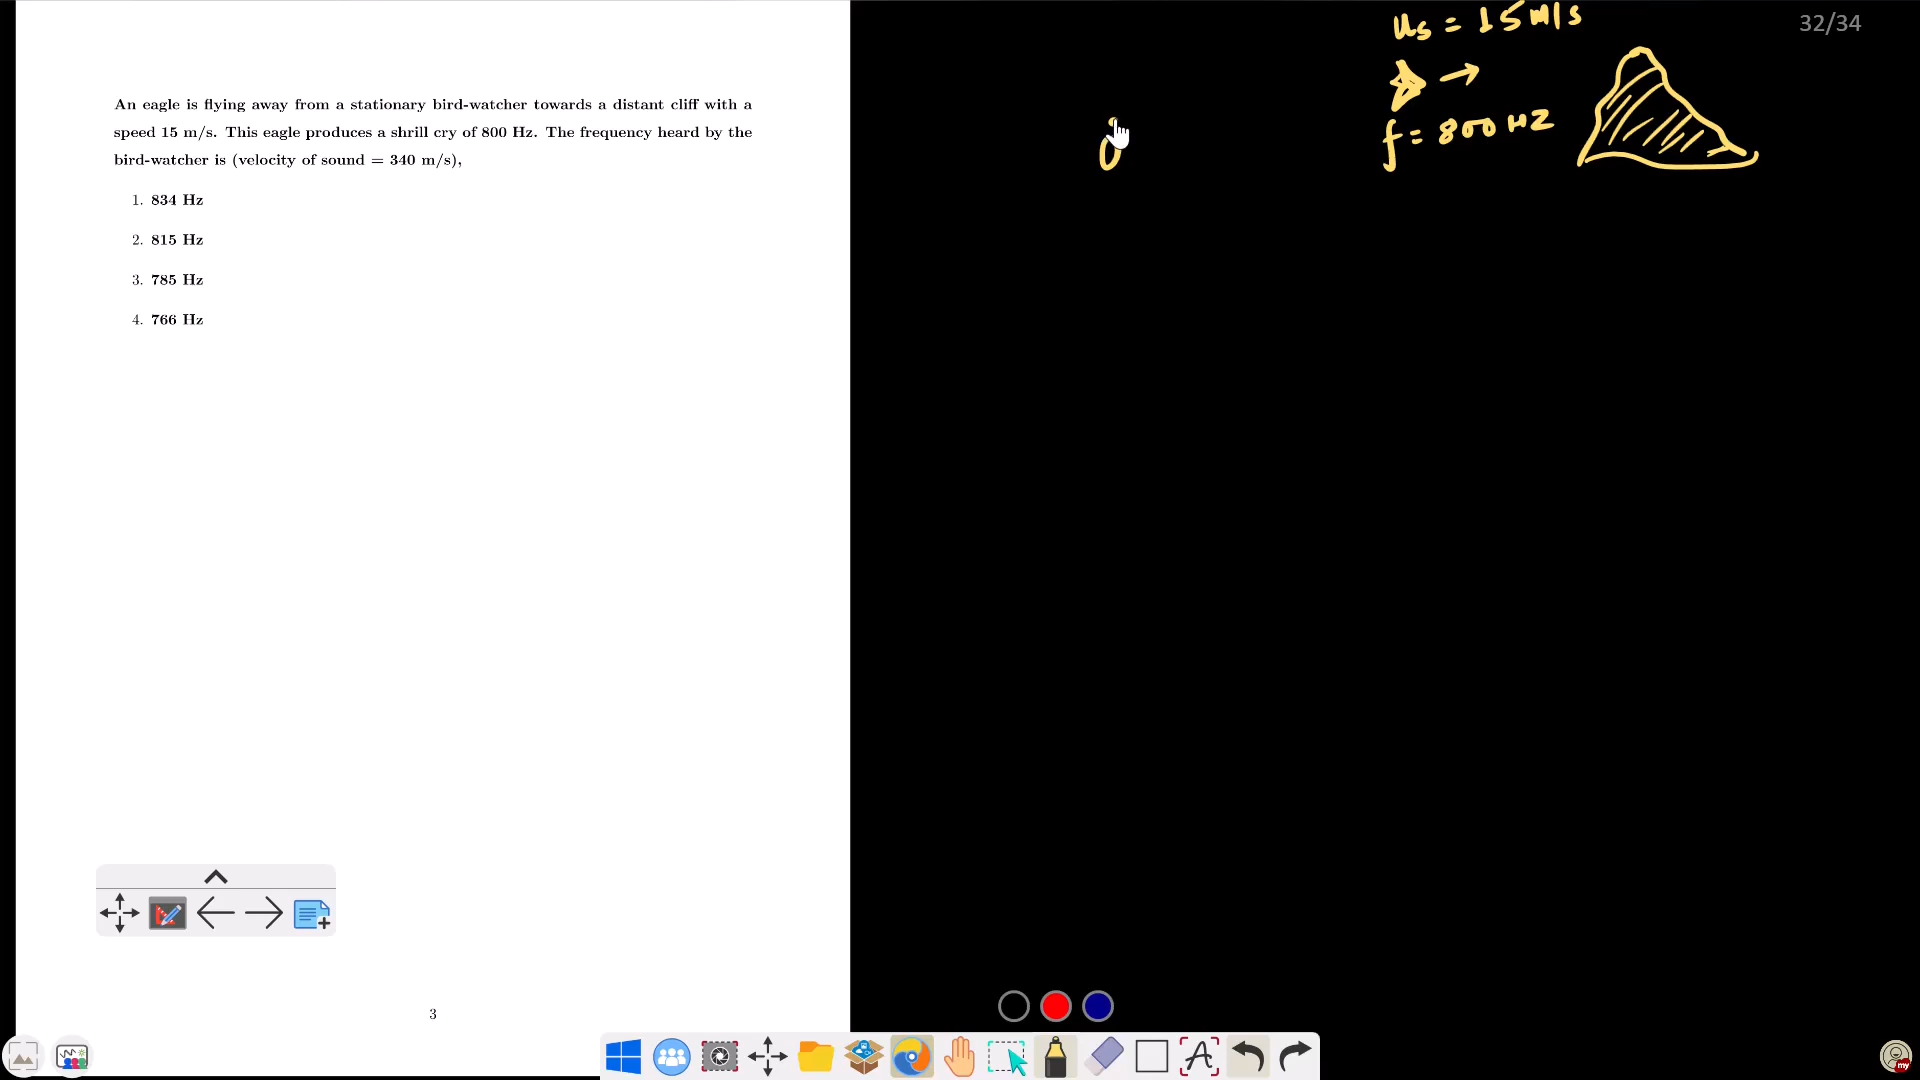 An eagle is flying away from a stationary bird-watcher towards a distant cliff with a
speed 15 m/s. This eagle produces a shrill cry of 800 Hz. The frequency heard by the
bird-watcher is (velocity of sound = 340 m/s),
1. 834 Hz
2. 815 Hz
3. 785 Hz
4. 766 Hz
3
us = 15 m/s
f = 800 HZ
32/34
A
my